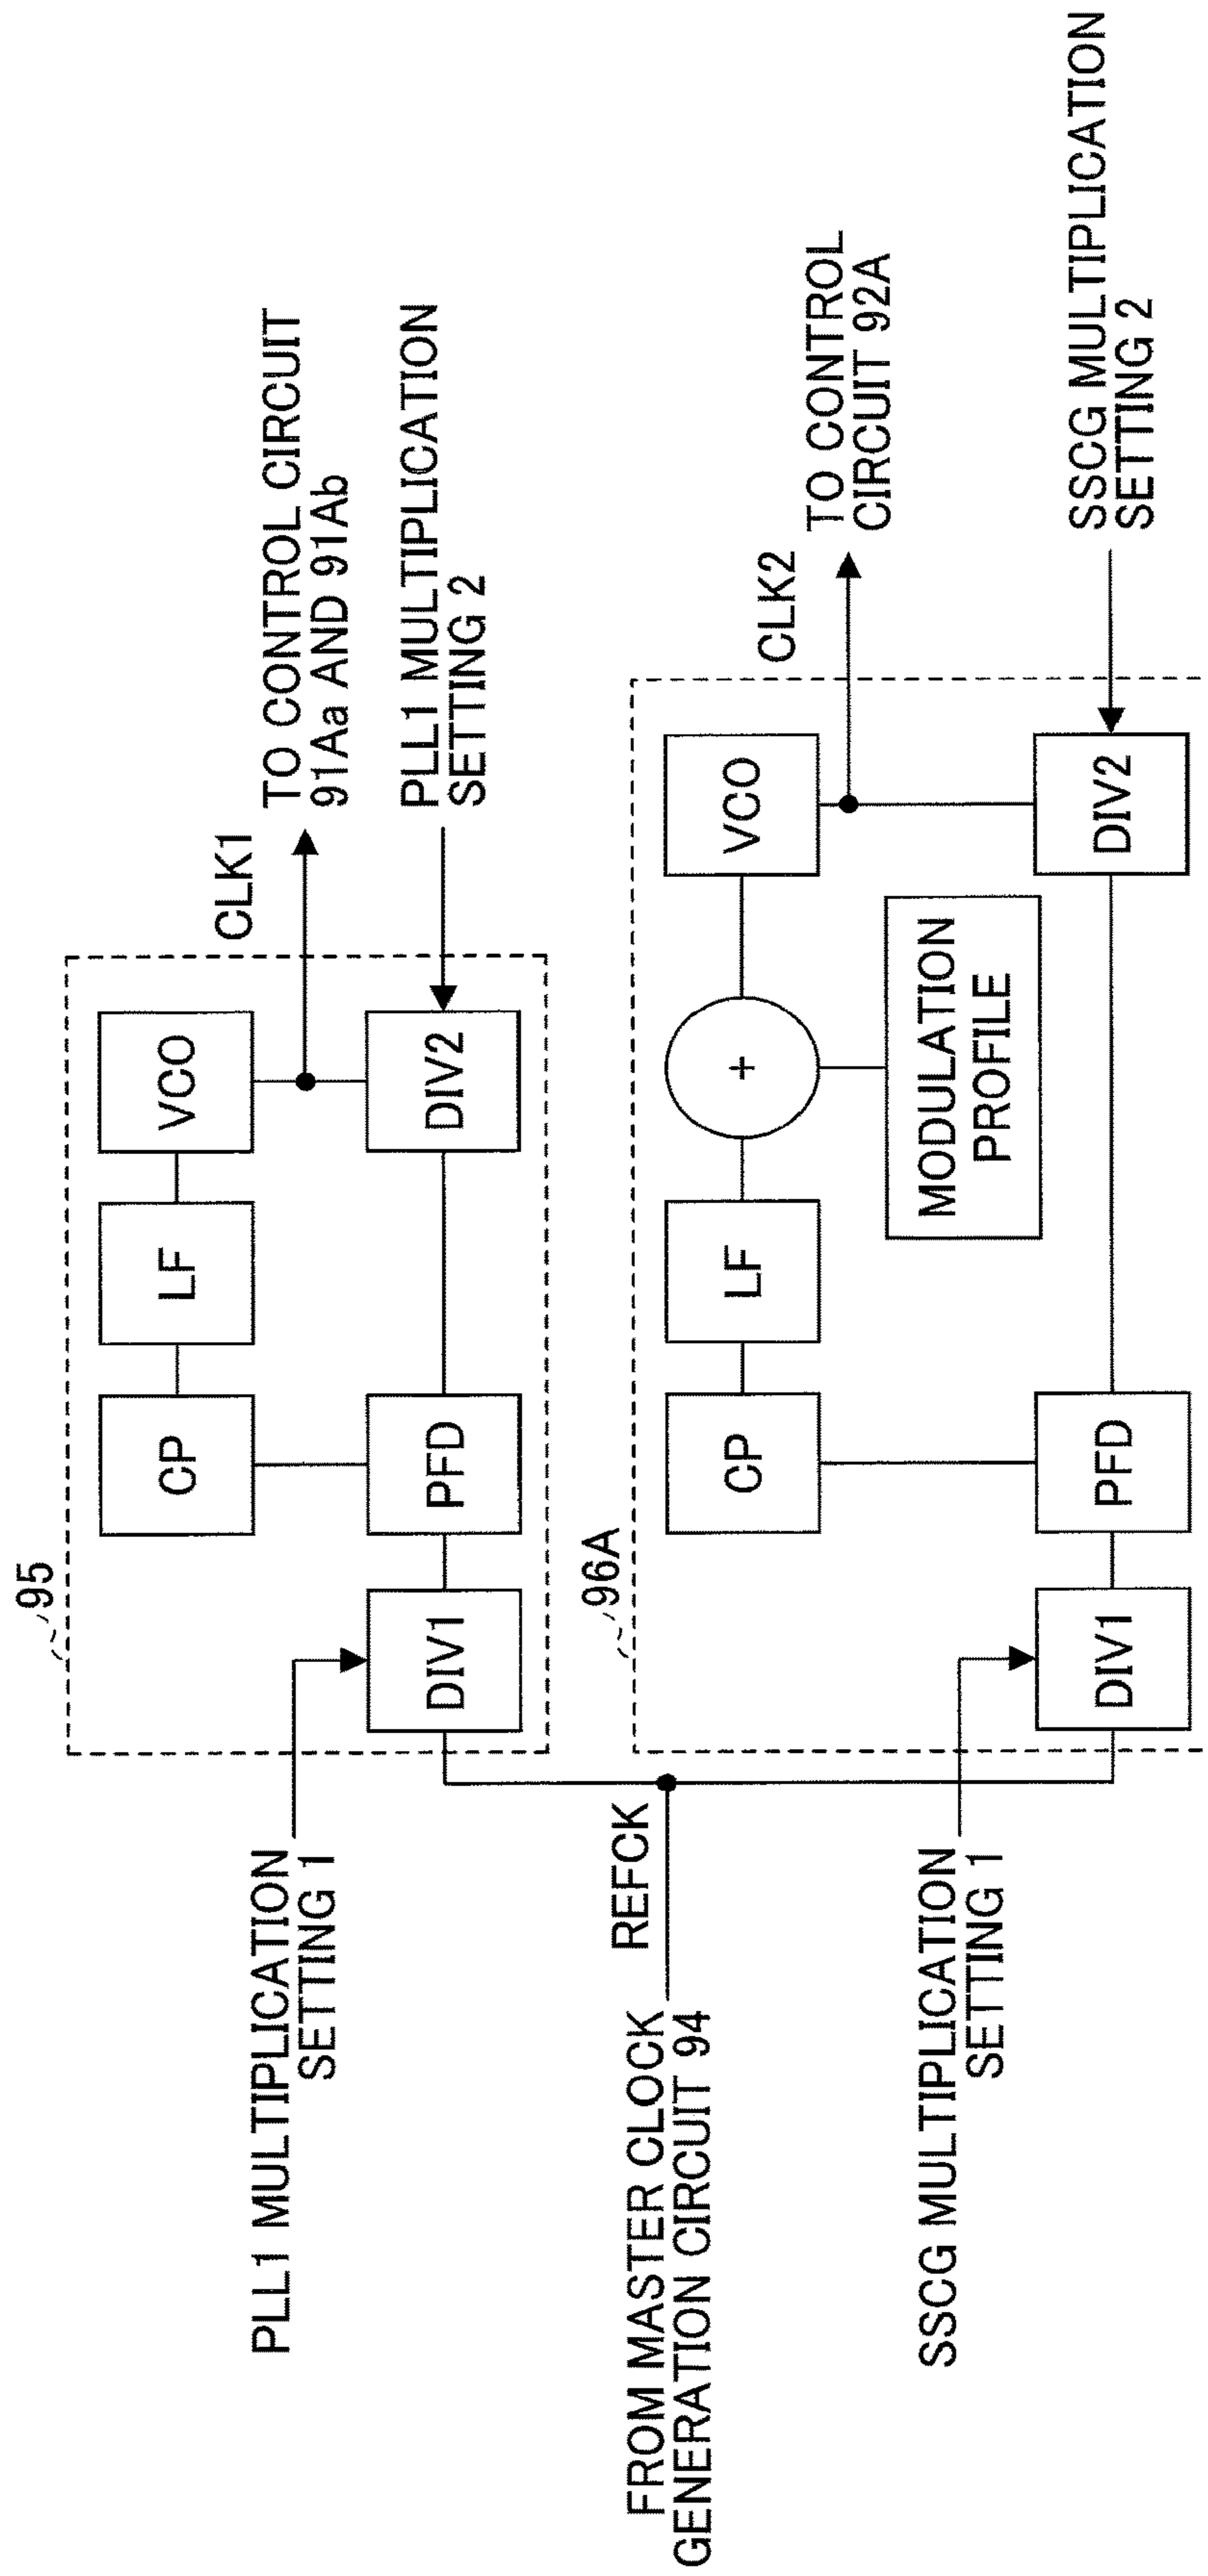 95
CP
LF
VCO
CLK1
TO CONTROL CIRCUIT
91Aa AND 91Ab
PLL1 MULTIPLICATION
SETTING 1
DIV1
PFD
DIV2
PLL1 MULTIPLICATION
SETTING 2
FROM MASTER CLOCK
GENERATION CIRCUIT 94
REFCK
96A
CP
LF
+
VCO
CLK2
TO CONTROL
CIRCUIT 92A
MODULATION
PROFILE
SSCG MULTIPLICATION
SETTING 1
DIV1
PFD
DIV2
SSCG MULTIPLICATION
SETTING 2